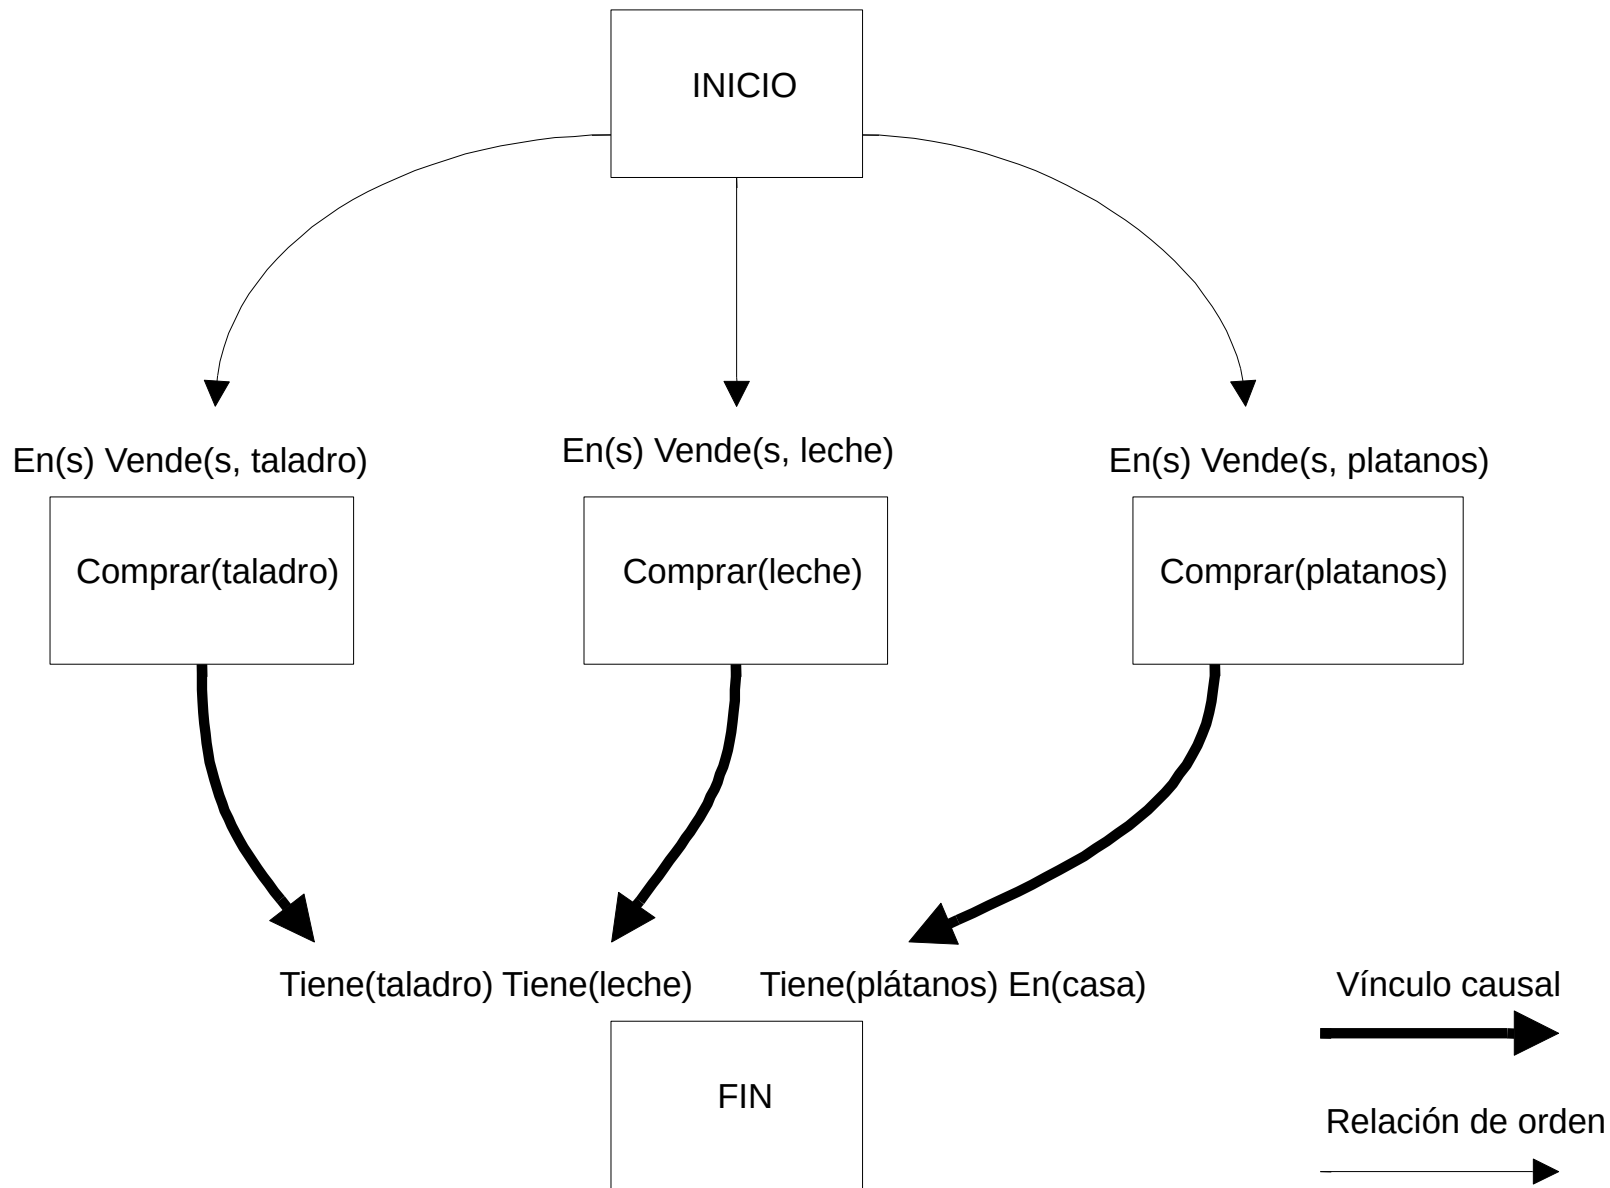 INICIO
En(s) Vende(s, taladro)
En(s) Vende(s, leche)
En(s) Vende(s, platanos)
Comprar(taladro)
Comprar(leche)
Comprar(platanos)
Tiene(taladro) Tiene(leche)
Tiene(plátanos) En(casa)
Vínculo causal
FIN
Relación de orden